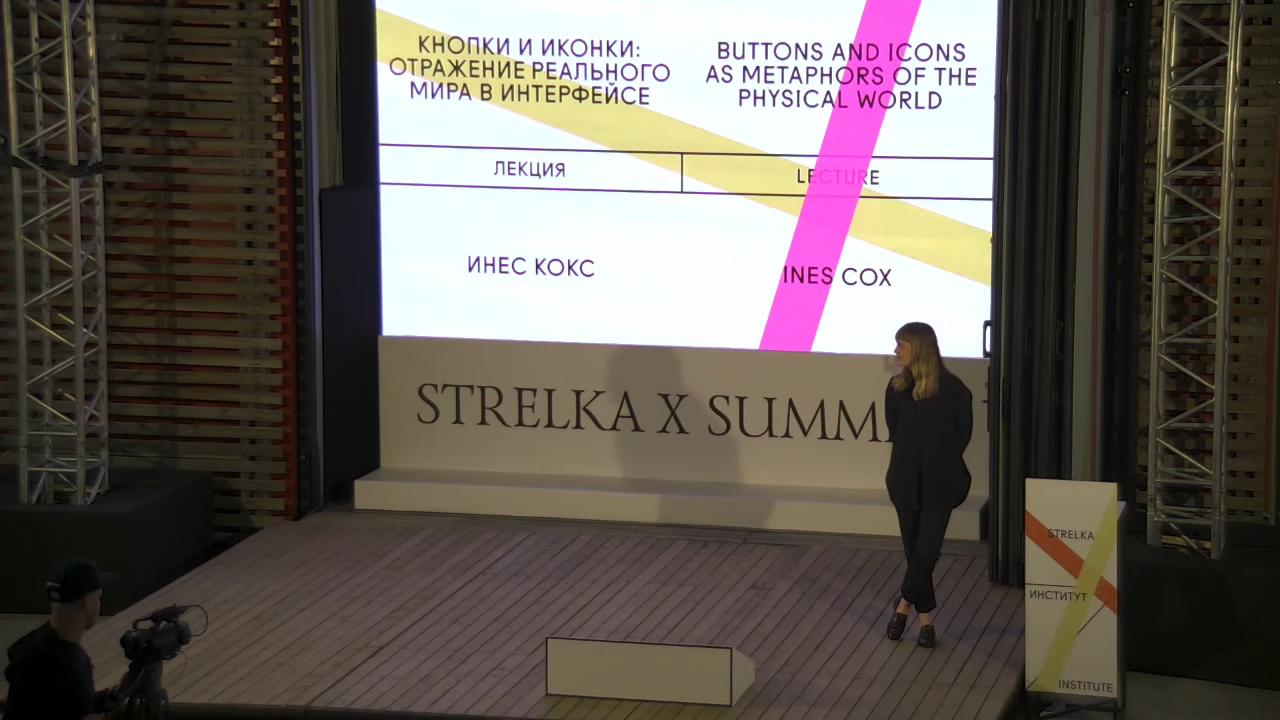 КНОПКИ И ИКОНКИ:
ОТРАЖЕНИЕ РЕАЛЬНОГО
МИРА В ИНТЕРФЕЙСЕ
BUTTONS AND ICONS
AS METAPHORS OF THE
PHYSICAL WORLD
ЛЕКЦИЯ
LECTURE
ИНЕС КОКС
INES COX
STRELKA X
STRELKA
ИНСТИТУТ
INSTITUTE